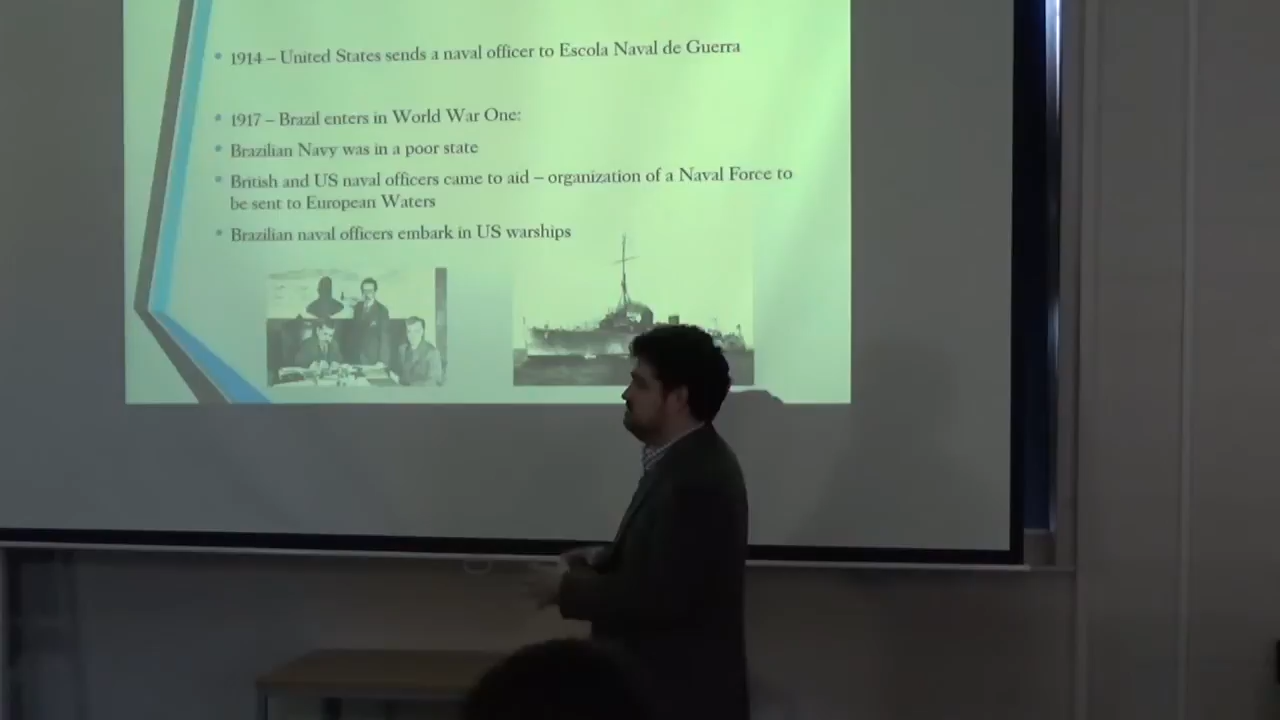 1914 – United States sends a naval officer to Escola Naval de Guerra
1917 – Brazil enters in World War One:
Brazilian Navy was in a poor state
British and US naval officers came to aid – organization of a Naval Force to
be sent to European Waters
Brazilian naval officers embark in US warships